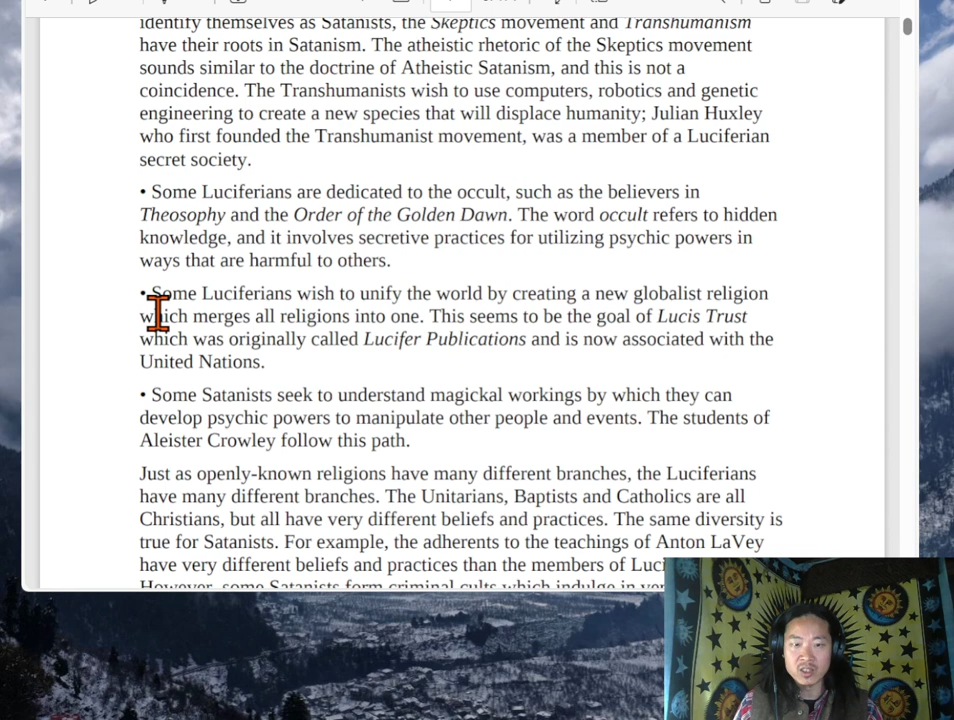 identify themselves as Satanists, the Skeptics movement and Transhumanism
have their roots in Satanism. The atheistic rhetoric of the Skeptics movement
sounds similar to the doctrine of Atheistic Satanism, and this is not a
coincidence. The Transhumanists wish to use computers, robotics and genetic
engineering to create a new species that will displace humanity; Julian Huxley
who first founded the Transhumanist movement, was a member of a Luciferian
secret society.
• Some Luciferians are dedicated to the occult, such as the believers in
Theosophy and the Order of the Golden Dawn. The word occult refers to hidden
knowledge, and it involves secretive practices for utilizing psychic powers in
ways that are harmful to others.
• Some Luciferians wish to unify the world by creating a new globalist religion
which merges all religions into one. This seems to be the goal of Lucis Trust
which was originally called Lucifer Publications and is now associated with the
United Nations.
• Some Satanists seek to understand magickal workings by which they can
develop psychic powers to manipulate other people and events. The students of
Aleister Crowley follow this path.
Just as openly-known religions have many different branches, the Luciferians
have many different branches. The Unitarians, Baptists and Catholics are all
Christians, but all have very different beliefs and practices. The same diversity is
true for Satanists. For example, the adherents to the teachings of Anton LaVey
have very different beliefs and practices than the members of Luci
However, some Satanists form criminal cults which indulge in ver